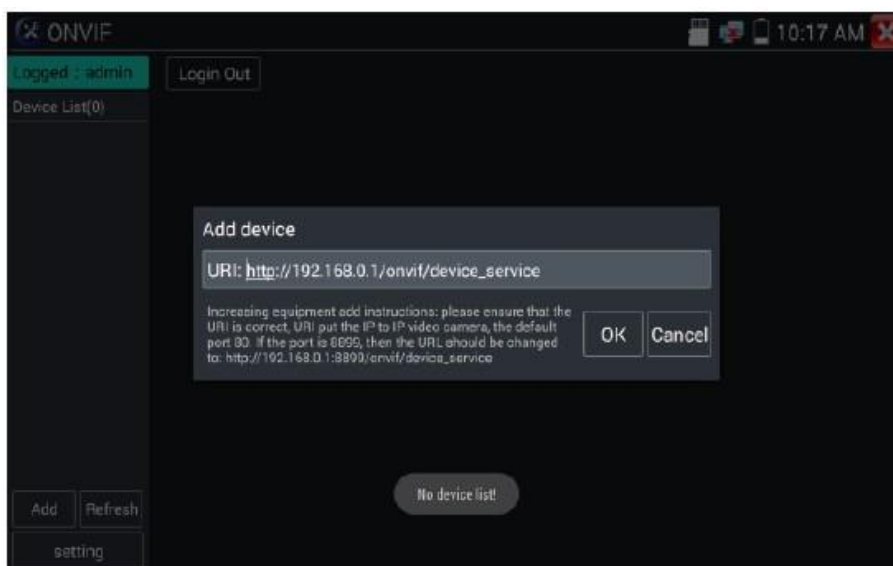 ONVIF
10:17 AM
Logged : admin
Login Out
Device List(0)
Add device
URI: http://192.168.0.1/onvif/device_service
Increasing equipment add instructions: please ensure that the
URI is correct, URI put the IP to IP video camera, the default
port 80. If the port is 8899, then the URL should be changed
to: http://192.168.0.1:8899/onvif/device_service
OK
Cancel
No device list!
Add
Refresh
setting